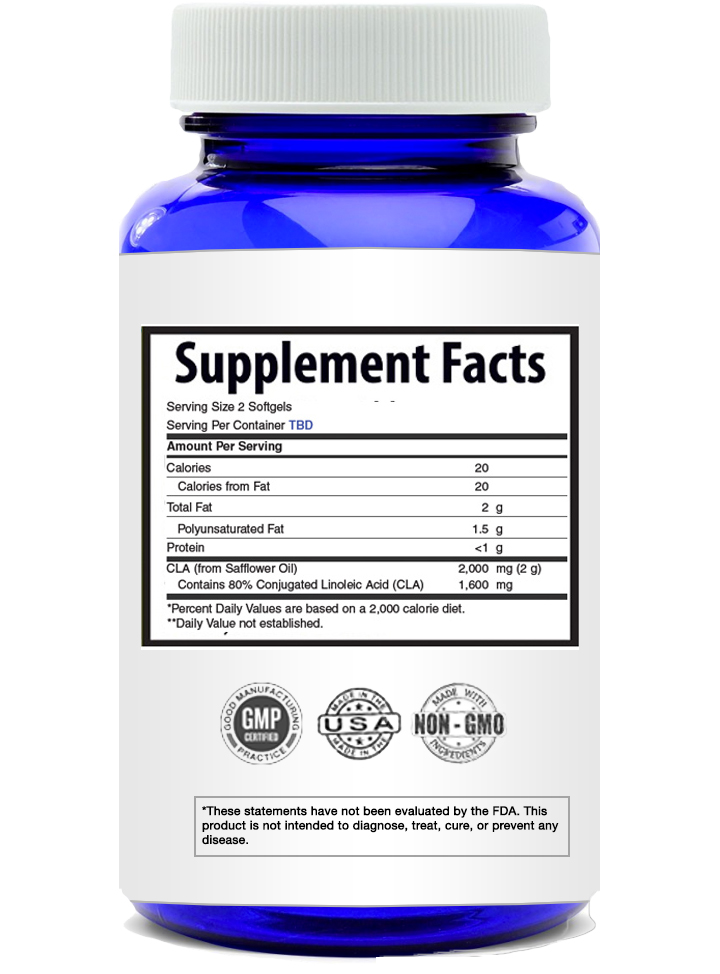 Supplement Facts
Serving Size 2 Softgels
Serving Per Container TBD
Amount Per Serving
Calories 20
Calories from Fat 20
Total Fat 2 g
Polyunsaturated Fat 1.5 g
Protein <1 g
CLA (from Safflower Oil) 2,000 mg (2 g)
Contains 80% Conjugated Linoleic Acid (CLA) 1,600 mg
*Percent Daily Values are based on a 2,000 calorie diet.
**Daily Value not established.
GOOD MANUFACTURING
GMP
CERTIFIED
PRACTICE
MADE IN THE
USA
MADE IN THE
MADE WITH
NON-GMO
INGREDIENTS
*These statements have not been evaluated by the FDA. This
product is not intended to diagnose, treat, cure, or prevent any
disease.